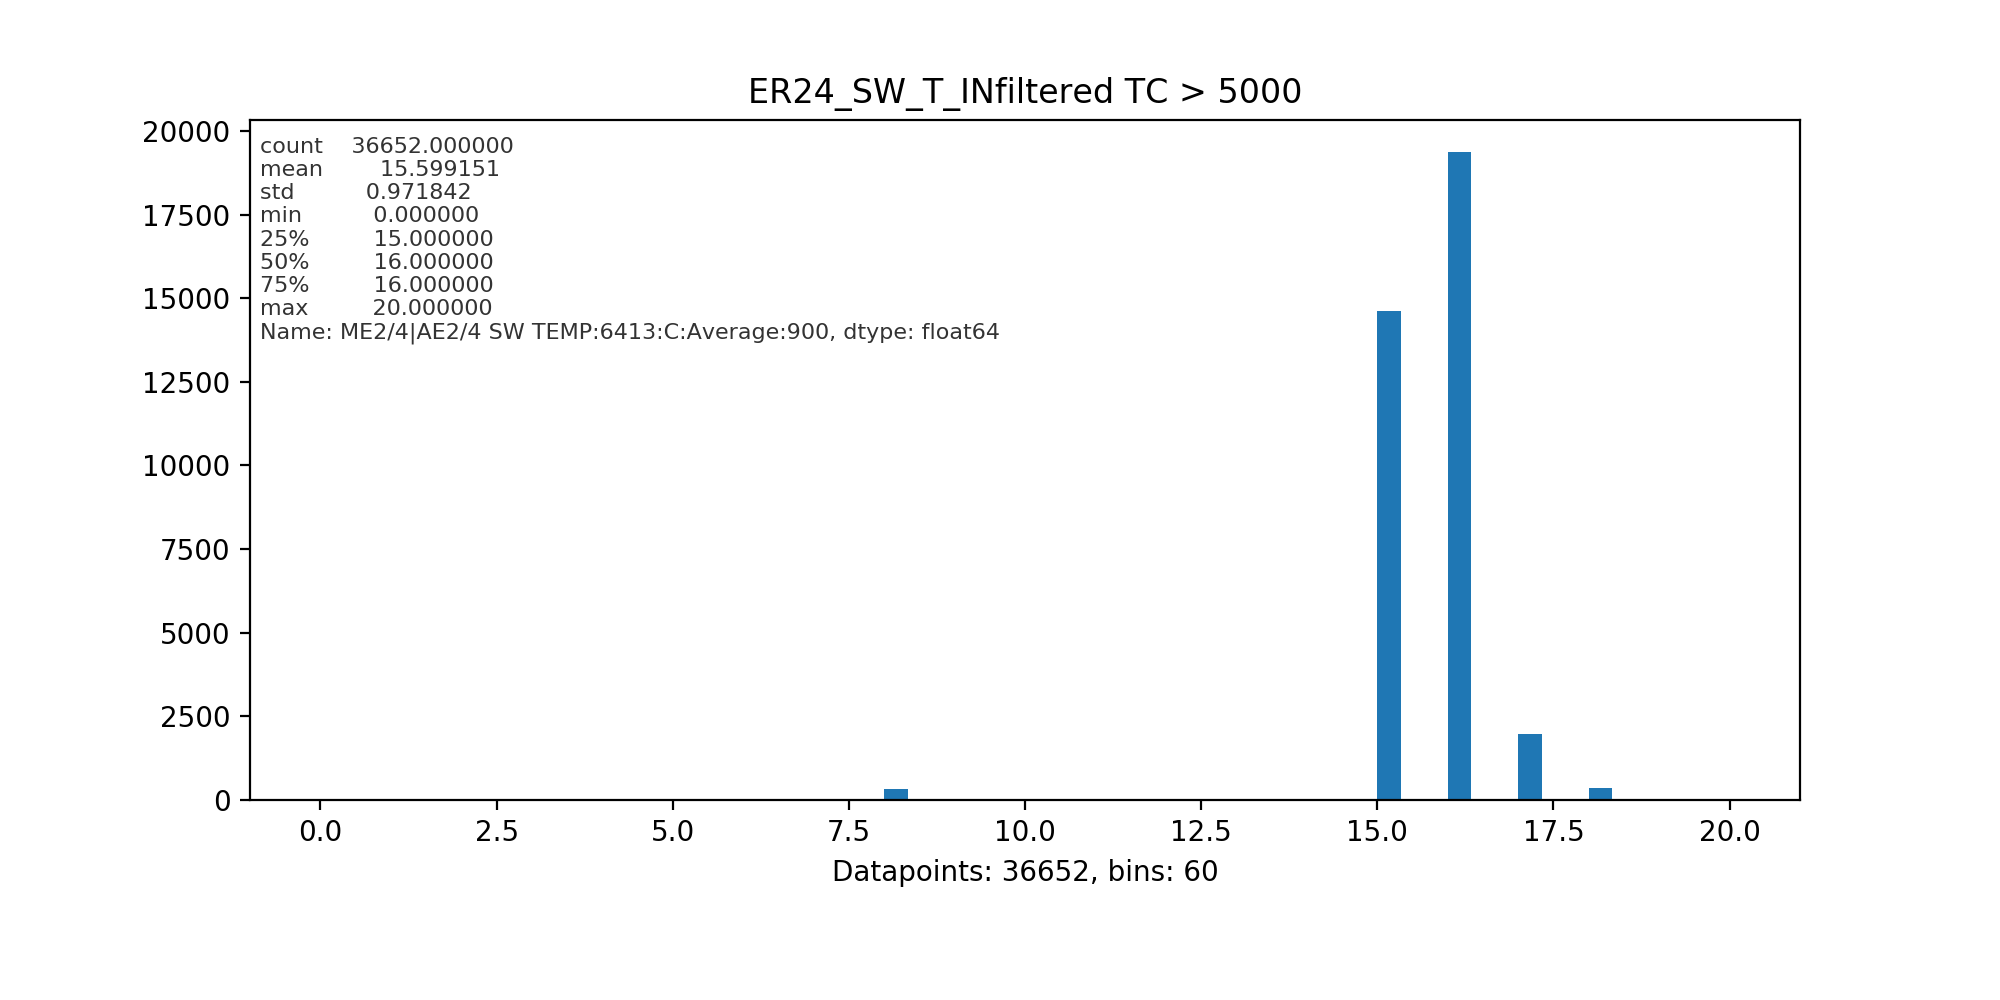 ER24_SW_T_INfiltered TC > 5000
20000
17500
15000
12500
10000
7500
5000
2500
0
count 36652.000000
mean 15.599151
std 0.971842
min 0.000000
25% 15.000000
50% 16.000000
75% 16.000000
max 20.000000
Name: ME2/4|AE2/4 SW TEMP:6413:C:Average:900, dtype: float64
0.0 2.5 5.0 7.5 10.0 12.5 15.0 17.5 20.0
Datapoints: 36652, bins: 60